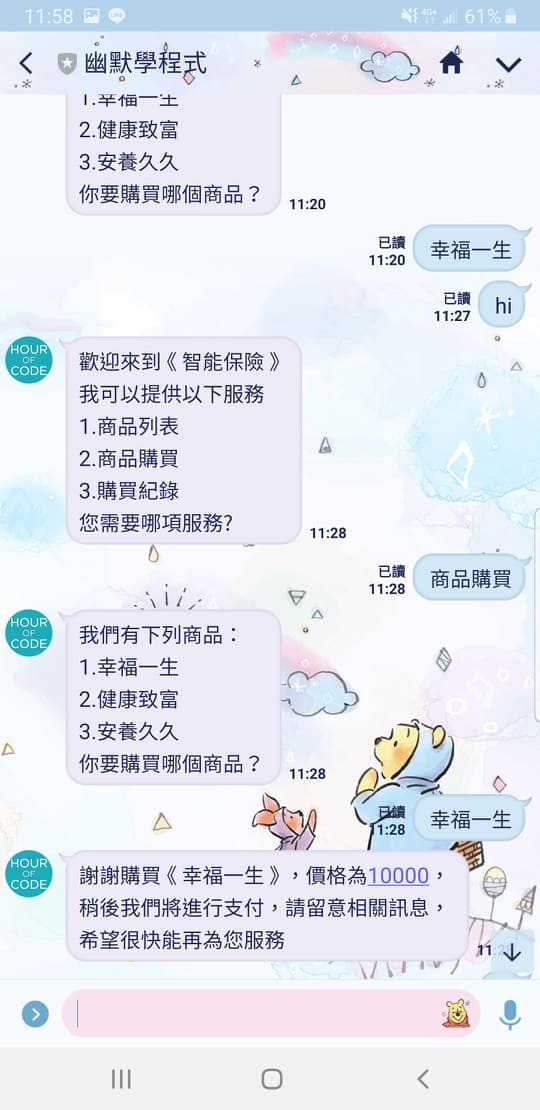 11:58
4G+
61%
幽默學程式
1.幸福一生
2.健康致富
3.安養久久
你要購買哪個商品？
11:20
已讀
11:20
幸福一生
已讀
11:27
hi
HOUR
OF
CODE
歡迎來到《 智能保險 》
我可以提供以下服務
1.商品列表
2.商品購買
3.購買紀錄
您需要哪項服務?
11:28
已讀
11:28
商品購買
HOUR
OF
CODE
我們有下列商品：
1.幸福一生
2.健康致富
3.安養久久
你要購買哪個商品？
11:28
已讀
11:28
幸福一生
HOUR
OF
CODE
謝謝購買《 幸福一生 》，價格為10000，
稍後我們將進行支付，請留意相關訊息，
希望很快能再為您服務